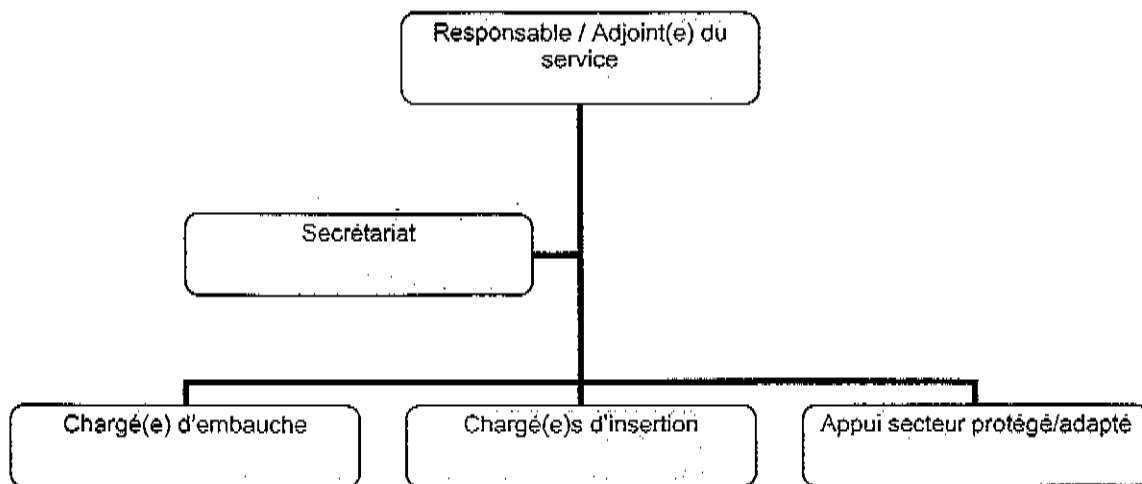 Responsable / Adjoint(e) du
service
Secrétariat
Chargé(e) d'embauche
Chargé(e)s d'insertion
Appui secteur protégé/adapté